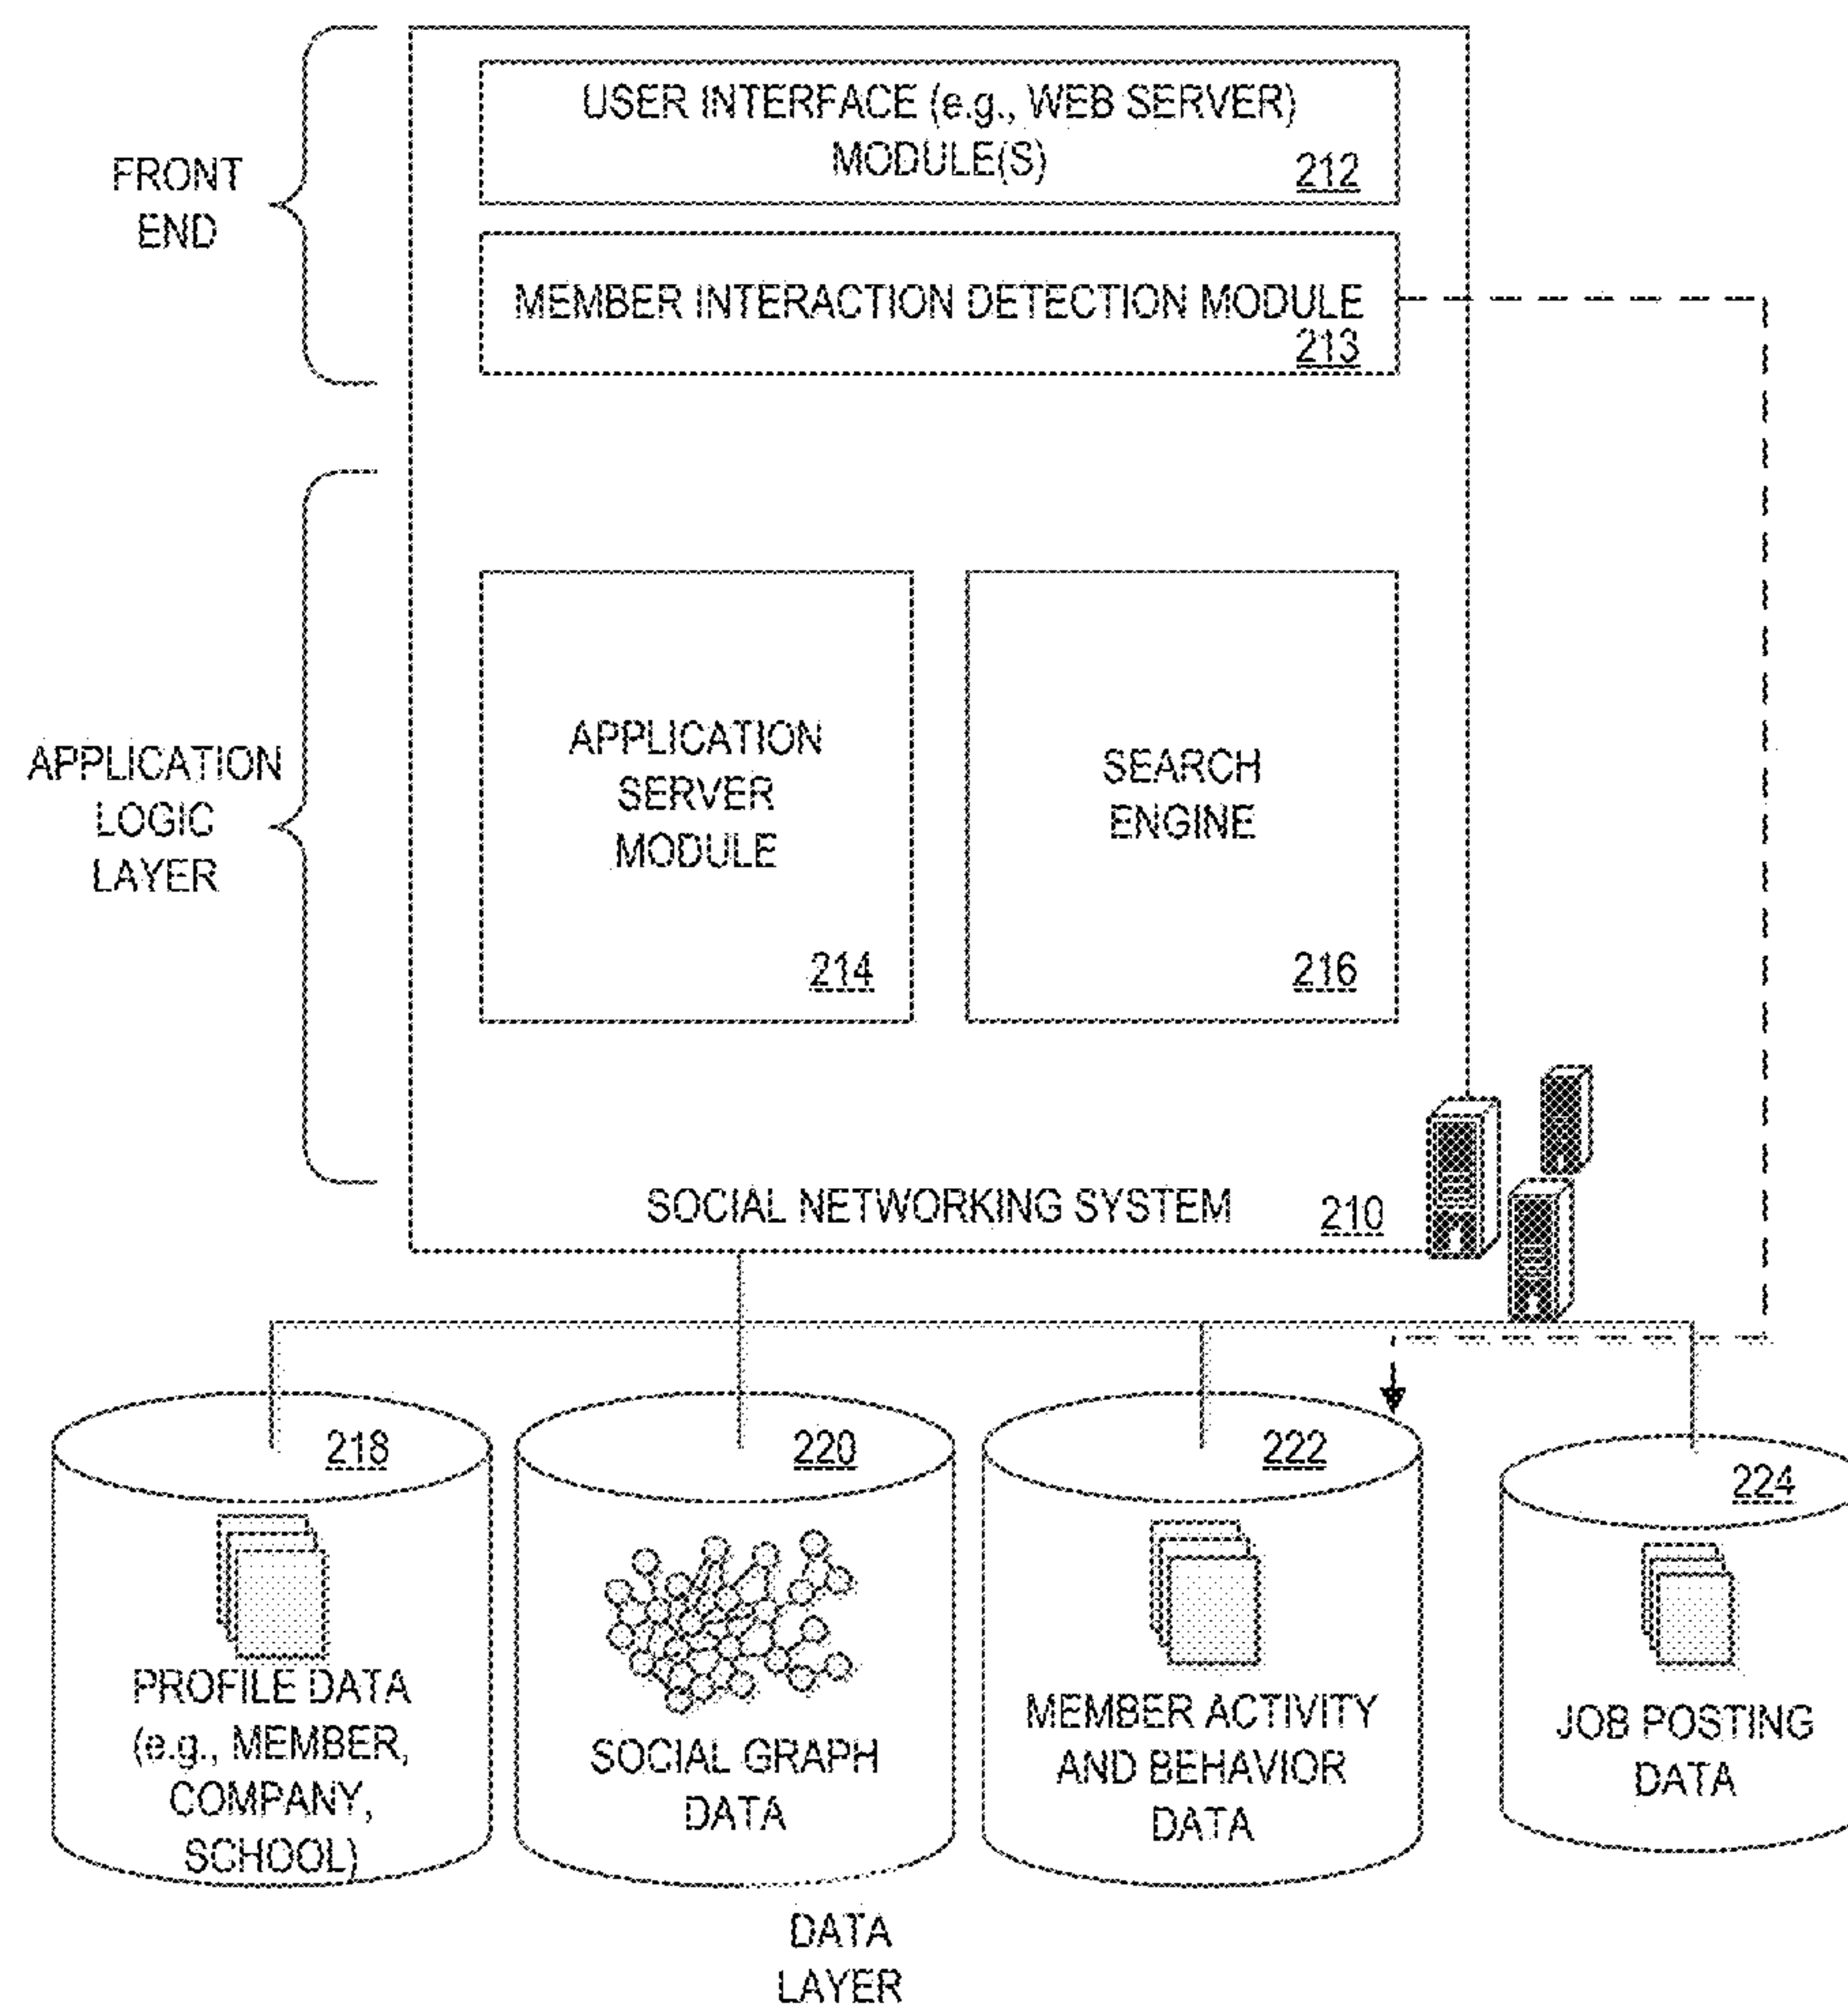 USER INTERFACE (e.g., WEB SERVER)
MODULE(S)
212
FRONT
END
MEMBER INTERACTION DETECTION MODULE
213
APPLICATION
LOGIC
LAYER
APPLICATION
SERVER
MODULE
214
SEARCH
ENGINE
216
SOCIAL NETWORKING SYSTEM
210
218
PROFILE DATA
(e.g., MEMBER,
COMPANY,
SCHOOL)
220
SOCIAL GRAPH
DATA
222
MEMBER ACTIVITY
AND BEHAVIOR
DATA
224
JOB POSTING
DATA
DATA
LAYER